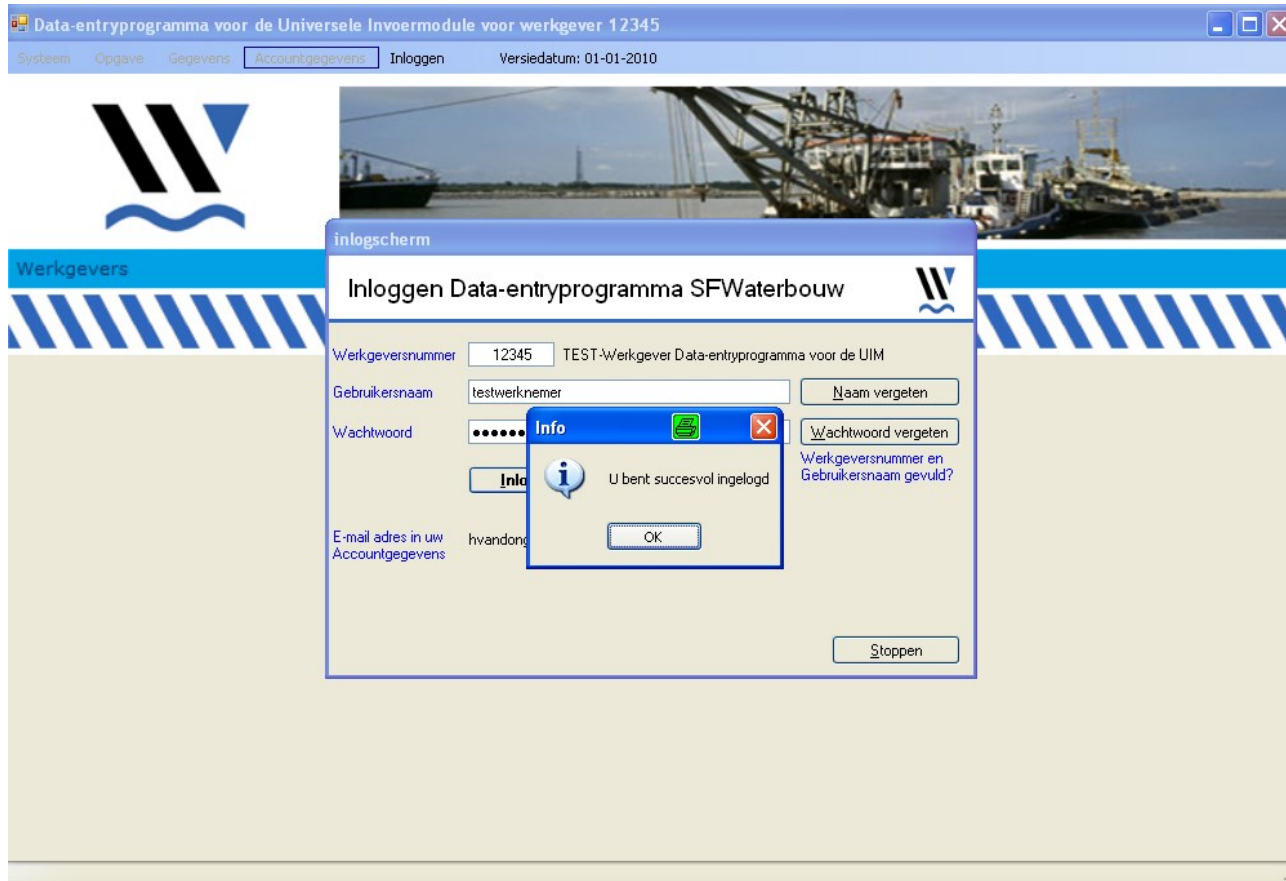 Data-entryprogramma voor de Universele Invoermodule voor werkgever 12345
Systeem Opgave Gegevens Accountgegevens Inloggen Versiedatum: 01-01-2010
Werkgevers
inlogscherm
Inloggen Data-entryprogramma SFWaterbouw
Werkgeversnummer 12345 TEST-Werkgever Data-entryprogramma voor de UIM
Gebruikersnaam testwerknemer Naam vergeten
Wachtwoord ●●●●●● Wachtwoord vergeten
Werkgeversnummer en
Gebruikersnaam gevuld?
Info
U bent succesvol ingelogd
OK
E-mail adres in uw
Accountgegevens
Stoppen